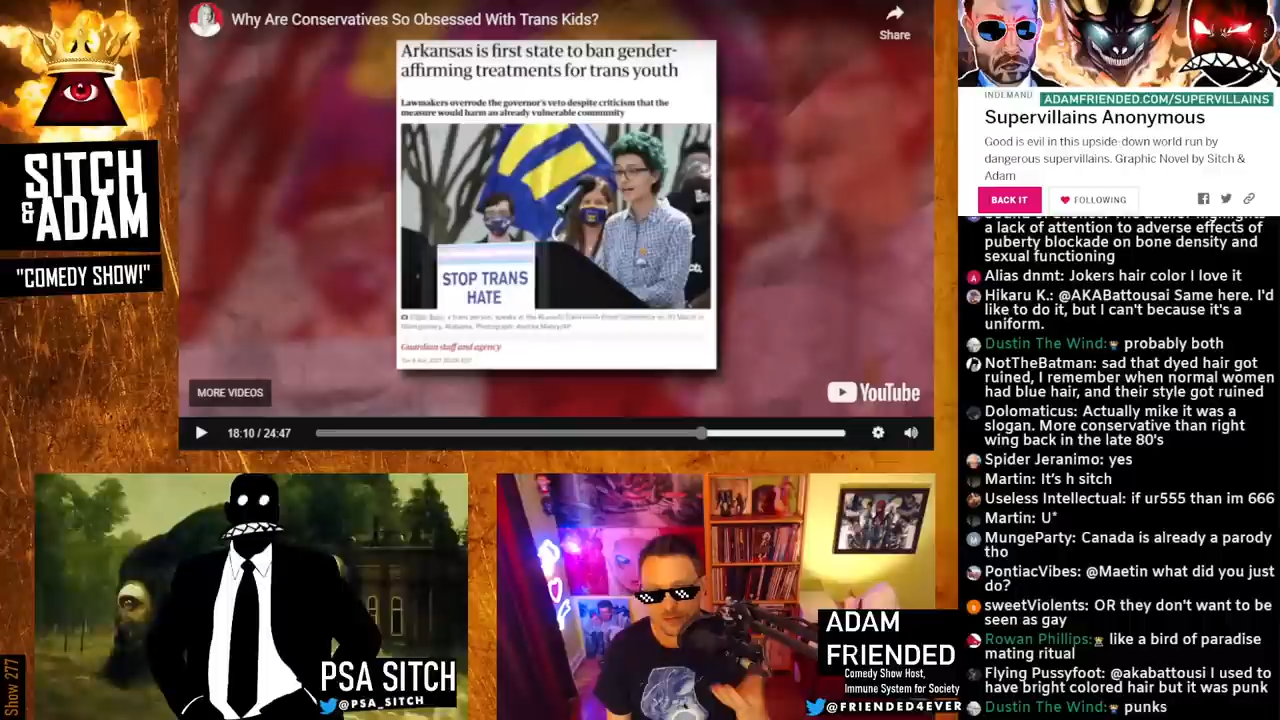 Why Are Conservatives So Obsessed With Trans Kids?
Share
Arkansas is first state to ban gender-
affirming treatments for trans youth
Lawmakers overrode the governor's veto despite criticism that the
measure would harm an already vulnerable community
STOP TRANS
HATE
Guardian staff and agency
MORE VIDEOS
YouTube
18:10 / 24:47
SITCH
& ADAM
"COMEDY SHOW!"
Show 277
PSA SITCH
@PSA_SITCH
ADAM
FRIENDED
Comedy Show Host,
Immune System for Society
@FRIENDED4EVER
INDEMAND
ADAMFRIENDED.COM/SUPERVILLAINS
Supervillains Anonymous
Good is evil in this upside-down world run by
dangerous supervillains. Graphic Novel by Sitch &
Adam
BACK IT
FOLLOWING
a lack of attention to adverse effects of
puberty blockade on bone density and
sexual functioning
Alias dnmt: Jokers hair color I love it
Hikaru K.: @AKABattousai Same here. I'd
like to do it, but I can't because it's a
uniform.
Dustin The Wind: probably both
NotTheBatman: sad that dyed hair got
ruined, I remember when normal women
had blue hair, and their style got ruined
Dolomaticus: Actually mike it was a
slogan. More conservative than right
wing back in the late 80's
Spider Jeranimo: yes
Martin: It's h sitch
Useless Intellectual: if ur555 than im 666
Martin: U*
MungeParty: Canada is already a parody
tho
PontiacVibes: @Maetin what did you just
do?
sweetViolents: OR they don't want to be
seen as gay
Rowan Phillips: like a bird of paradise
mating ritual
Flying Pussyfoot: @akabattousi I used to
have bright colored hair but it was punk
Dustin The Wind: punks